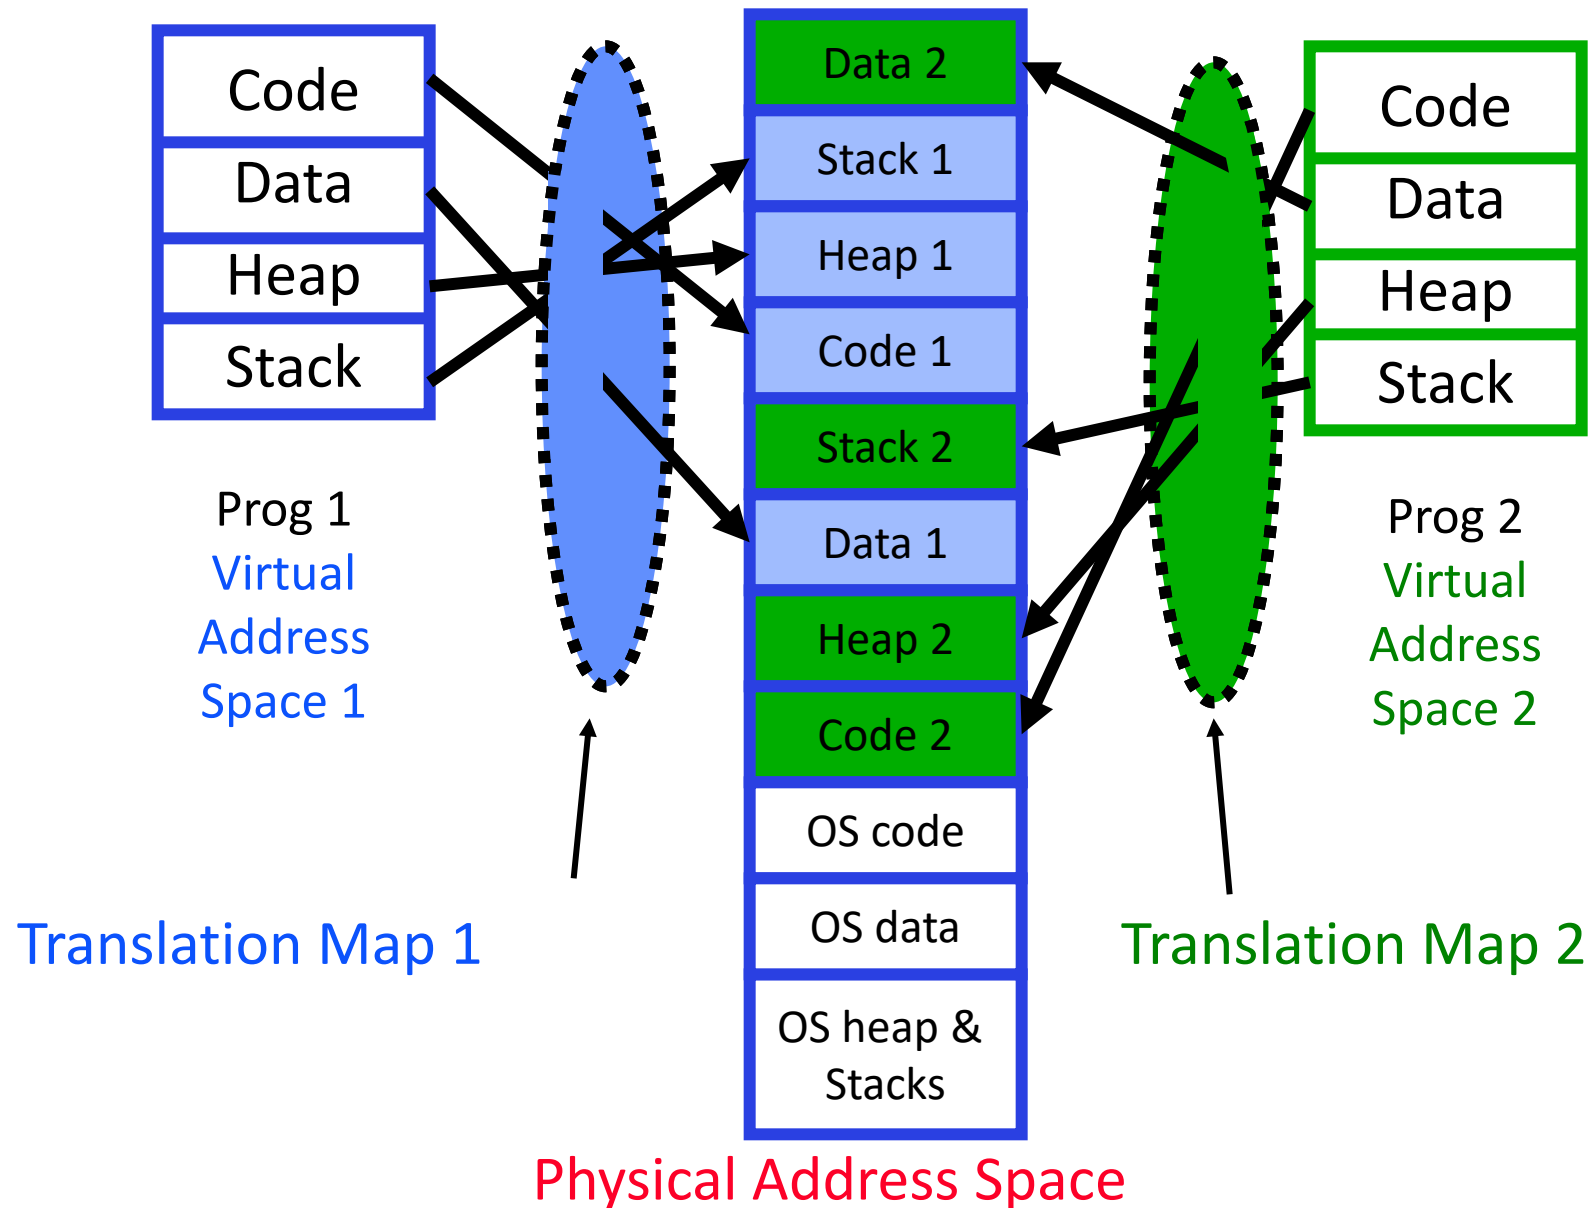 Code
Data
Heap
Stack
Prog 1
Virtual
Address
Space 1
Translation Map 1
Data 2
Stack 1
Heap 1
Code 1
Stack 2
Data 1
Heap 2
Code 2
OS code
OS data
OS heap &
Stacks
Physical Address Space
Code
Data
Heap
Stack
Prog 2
Virtual
Address
Space 2
Translation Map 2